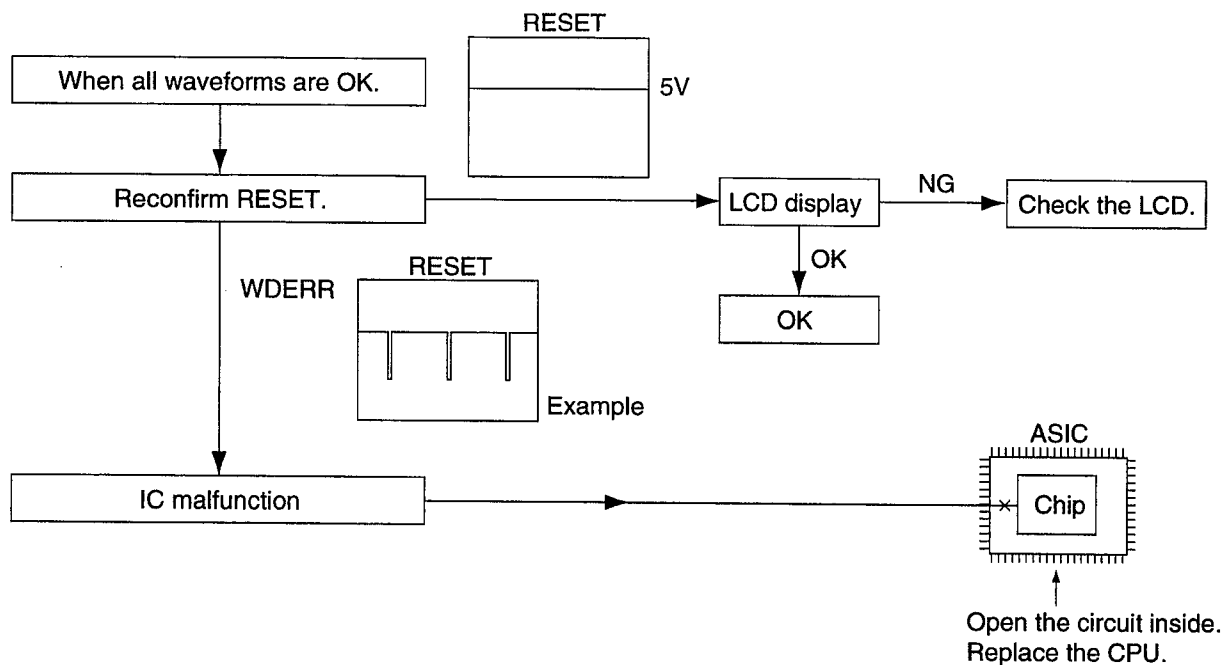 RESET
When all waveforms are OK.
5V
Reconfirm RESET.
LCD display
NG
Check the LCD.
OK
OK
WDERR
RESET
Example
IC malfunction
ASIC
Chip
Open the circuit inside.
Replace the CPU.